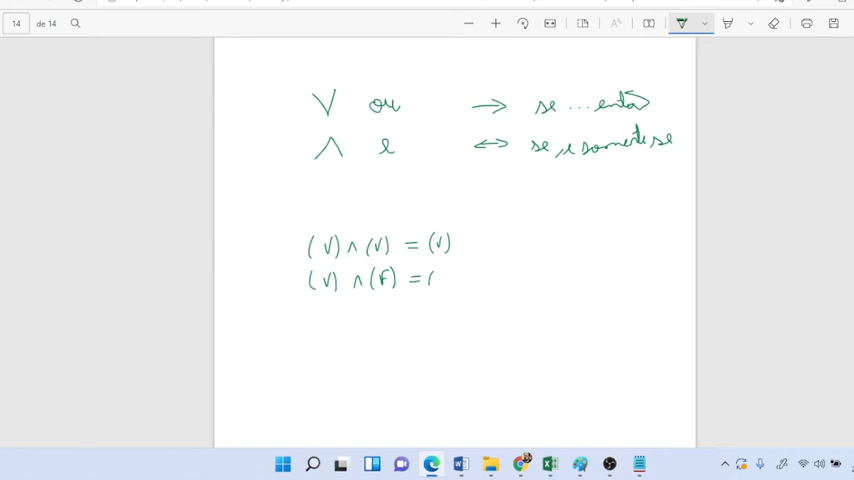 14 de 14
V ou → se ... então
∧ e ↔ se, e somente se
(V) ∧ (V) = (V)
(V) ∧ (F) = (